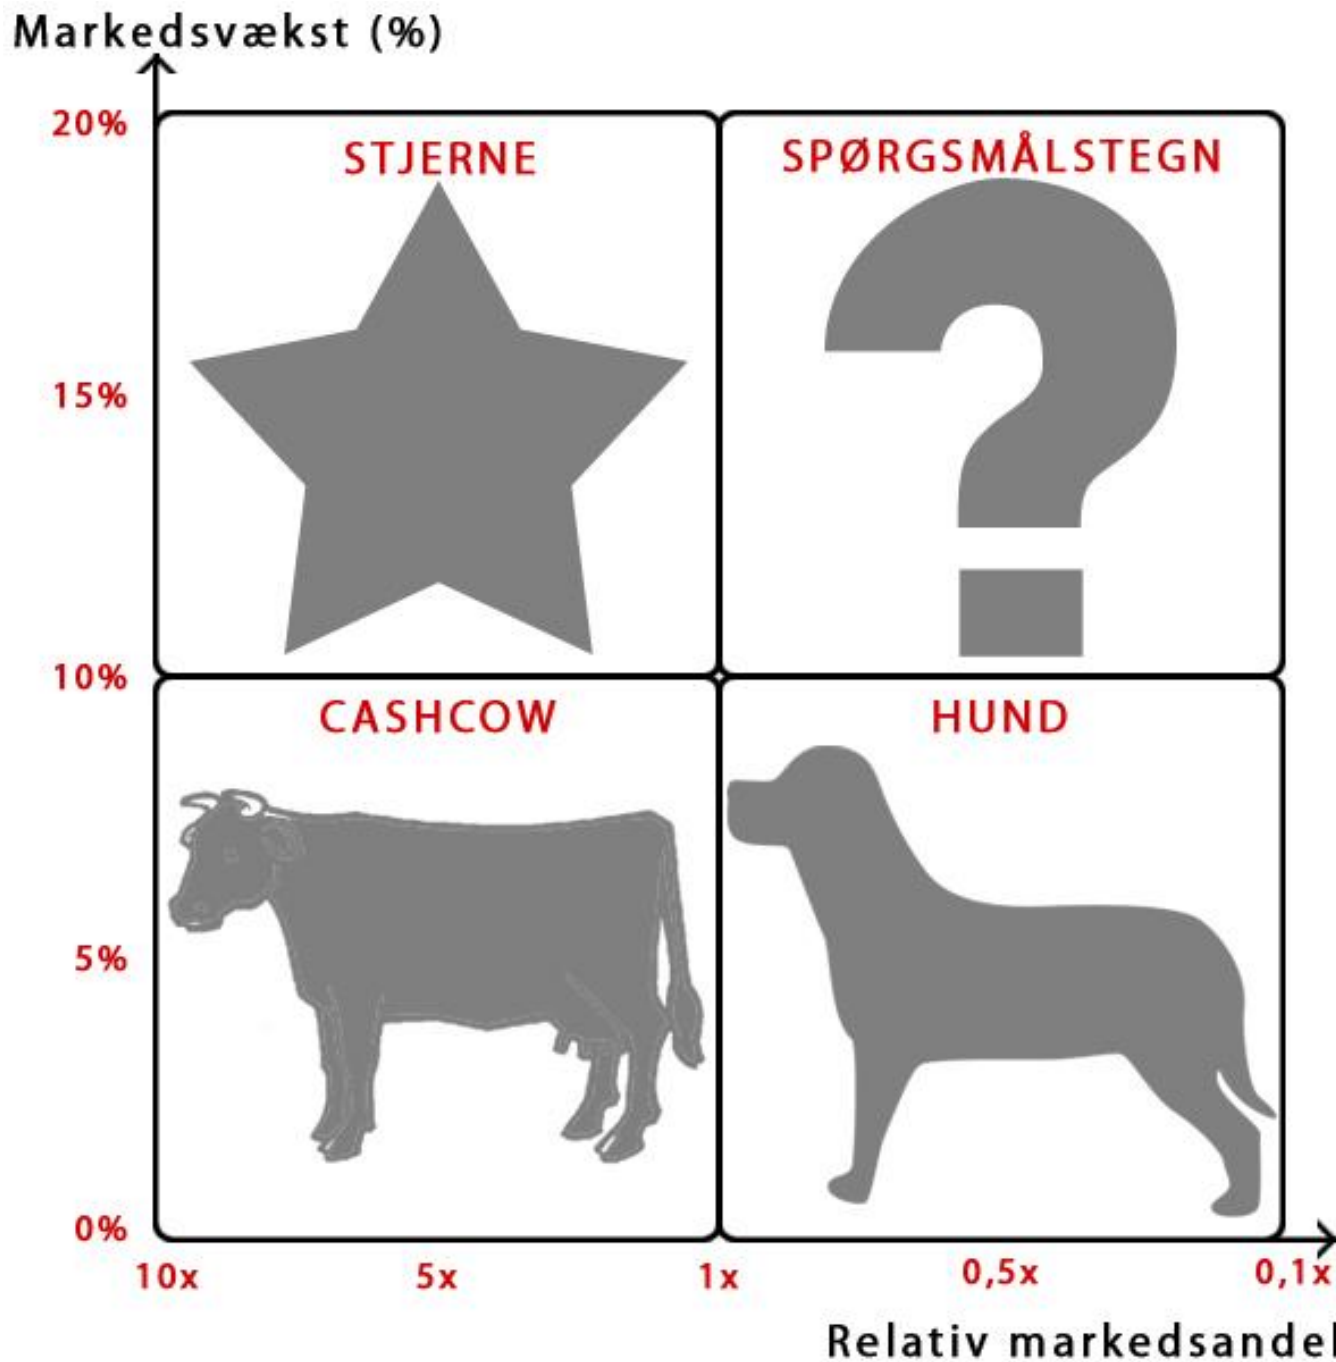 Markedsvækst (%)
20%
STJERNE
SPØRGSMÅLSTEGN
15%
10%
CASHCOW
HUND
5%
0%
10x
5x
1x
0,5x
0,1x
Relativ markedsandel